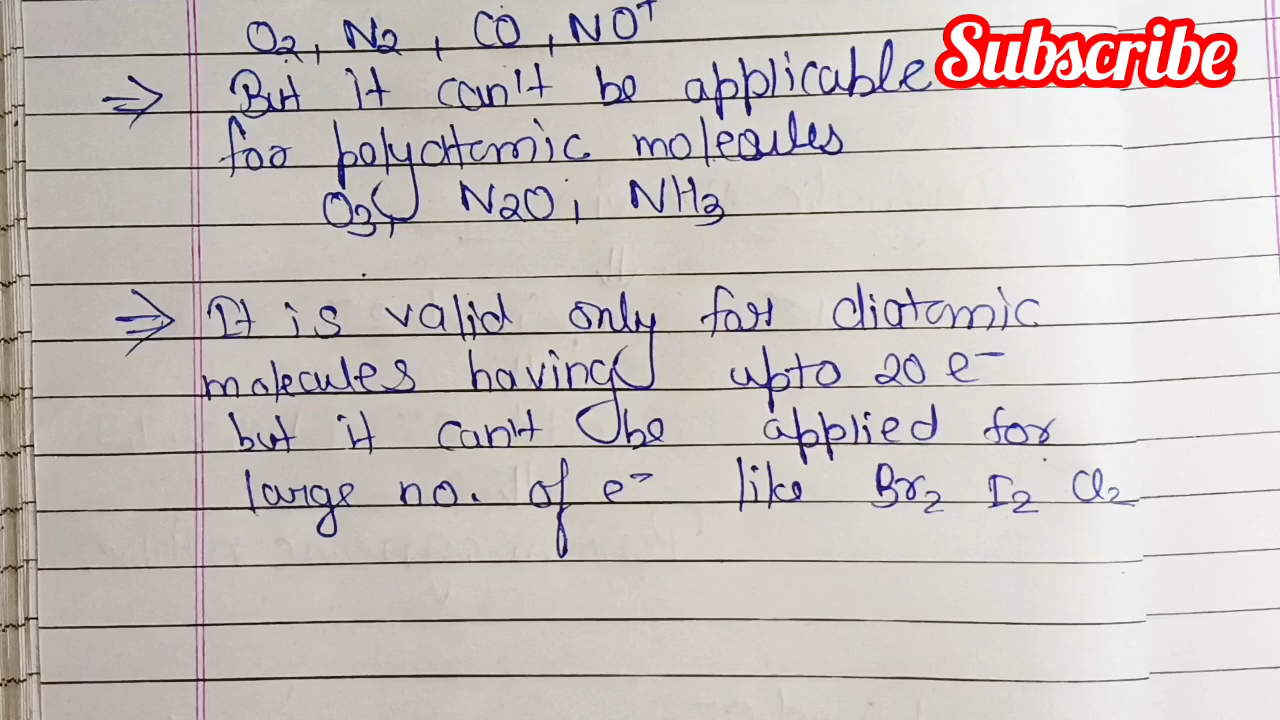 O2, N2, CO, NO+
Subscribe
⇒ But it can't be applicable
for polyatomic molecules
O3, N2O, NH3
⇒ It is valid only for diatomic
molecules having upto 20 e-
but it can't be applied for
large no. of e- like Br2 I2 Cl2